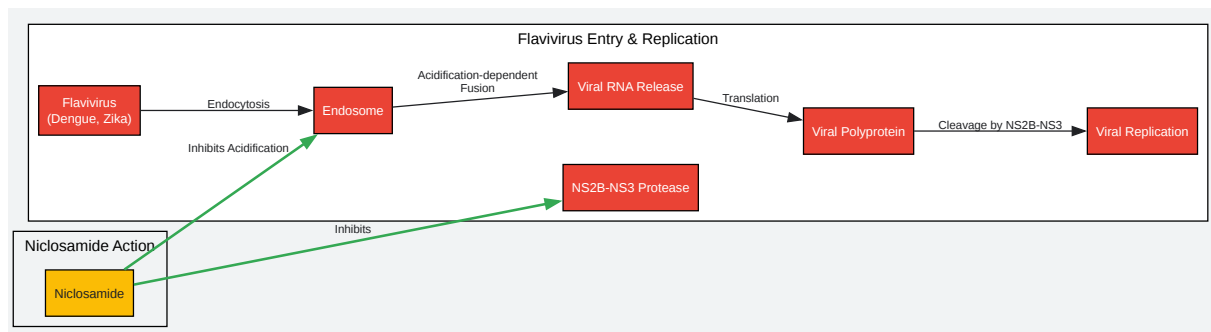 Flavivirus Entry & Replication
Flavivirus
(Dengue, Zika)
Endocytosis
Endosome
Acidification-dependent
Fusion
Viral RNA Release
Translation
Viral Polyprotein
Cleavage by NS2B-NS3
Viral Replication
Inhibits Acidification
NS2B-NS3 Protease
Inhibits
Niclosamide Action
Niclosamide